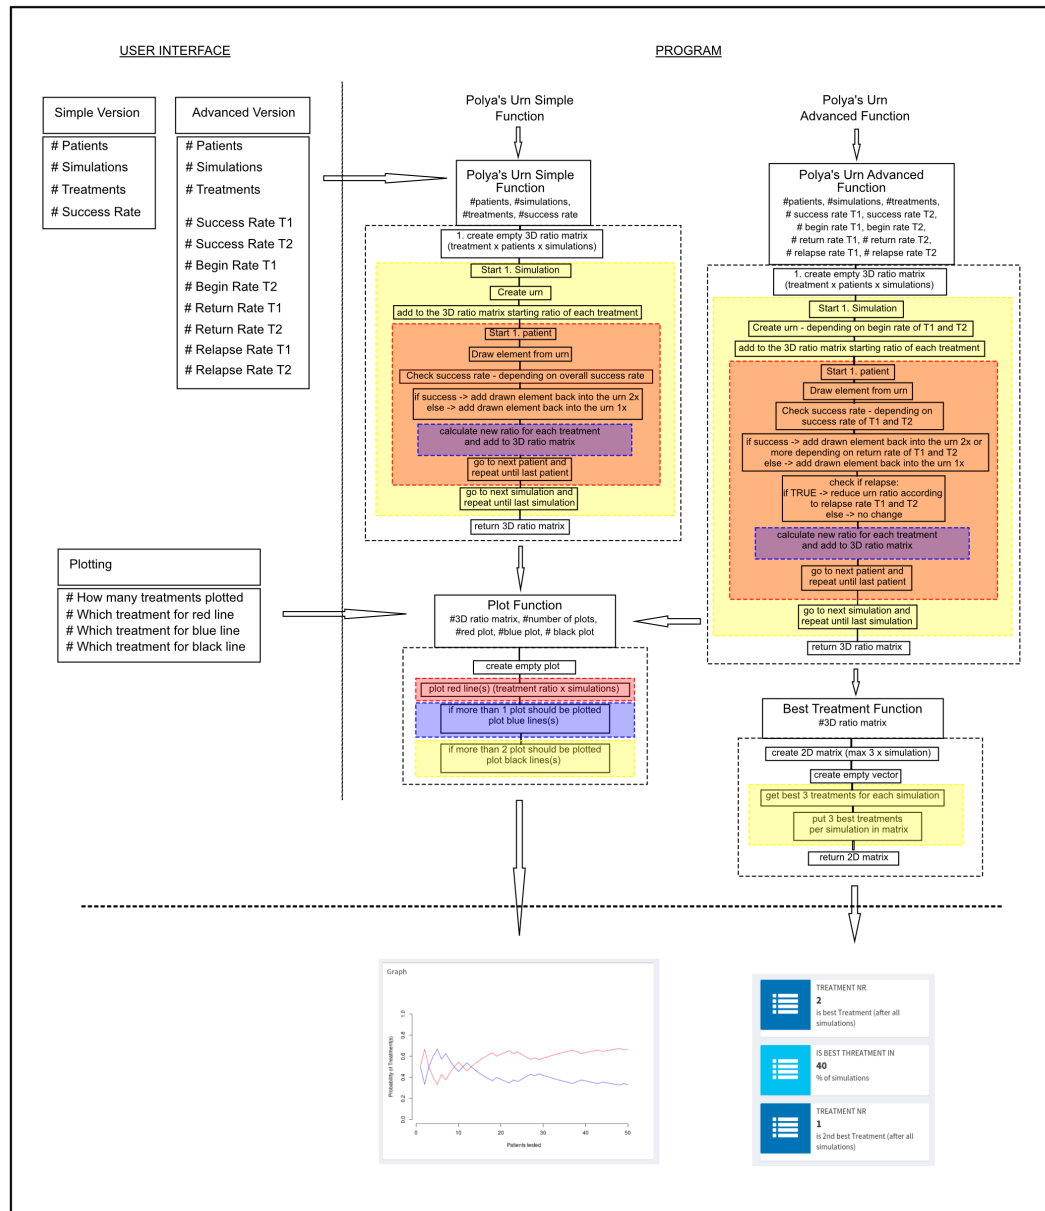 USER INTERFACE
PROGRAM
Simple Version
# Patients
# Simulations
# Treatments
# Success Rate
Advanced Version
# Patients
# Simulations
# Treatments
# Success Rate T1
# Success Rate T2
# Begin Rate T1
# Begin Rate T2
# Return Rate T1
# Return Rate T2
# Relapse Rate T1
# Relapse Rate T2
Plotting
# How many treatments plotted
# Which treatment for red line
# Which treatment for blue line
# Which treatment for black line
Polya's Urn Simple
Function
Polya's Urn Simple
Function
#patients, #simulations,
#treatments, #success rate
1. create empty 3D ratio matrix
(treatment x patients x simulations)
Start 1. Simulation
Create urn
add to the 3D ratio matrix starting ratio of each treatment
Start 1. patient
Draw element from urn
Check success rate - depending on overall success rate
if success -> add drawn element back into the urn 2x
else -> add drawn element back into the urn 1x
calculate new ratio for each treatment
and add to 3D ratio matrix
go to next patient and
repeat until last patient
go to next simulation and
repeat until last simulation
return 3D ratio matrix
Plot Function
#3D ratio matrix, #number of plots,
#red plot, #blue plot, # black plot
create empty plot
plot red line(s) (treatment ratio x simulations)
if more than 1 plot should be plotted
plot blue lines(s)
if more than 2 plot should be plotted
plot black lines(s)
Polya's Urn
Advanced Function
Polya's Urn Advanced
Function
#patients, #simulations, #treatments,
# success rate T1, success rate T2,
# begin rate T1, begin rate T2,
# return rate T1, # return rate T2,
# relapse rate T1, # relapse rate T2
1. create empty 3D ratio matrix
(treatment x patients x simulations)
Start 1. Simulation
Create urn - depending on begin rate of T1 and T2
add to the 3D ratio matrix starting ratio of each treatment
Start 1. patient
Draw element from urn
Check success rate - depending on
success rate of T1 and T2
if success -> add drawn element back into the urn 2x or
more depending on return rate of T1 and T2
else -> add drawn element back into the urn 1x
check if relapse:
if TRUE -> reduce urn ratio according
to relapse rate T1 and T2
else -> no change
calculate new ratio for each treatment
and add to 3D ratio matrix
go to next patient and
repeat until last patient
go to next simulation and
repeat until last simulation
return 3D ratio matrix
Best Treatment Function
#3D ratio matrix
create 2D matrix (max 3 x simulation)
create empty vector
get best 3 treatments for each simulation
put 3 best treatments
per simulation in matrix
return 2D matrix
Graph
Probability of Treatment(s)
1.0
0.8
0.6
0.4
0.2
0.0
0 10 20 30 40 50
Patients tested
TREATMENT NR
2
is best Treatment (after all
simulations)
IS BEST THREATMENT IN
40
% of simulations
TREATMENT NR
1
is 2nd best Treatment (after all
simulations)